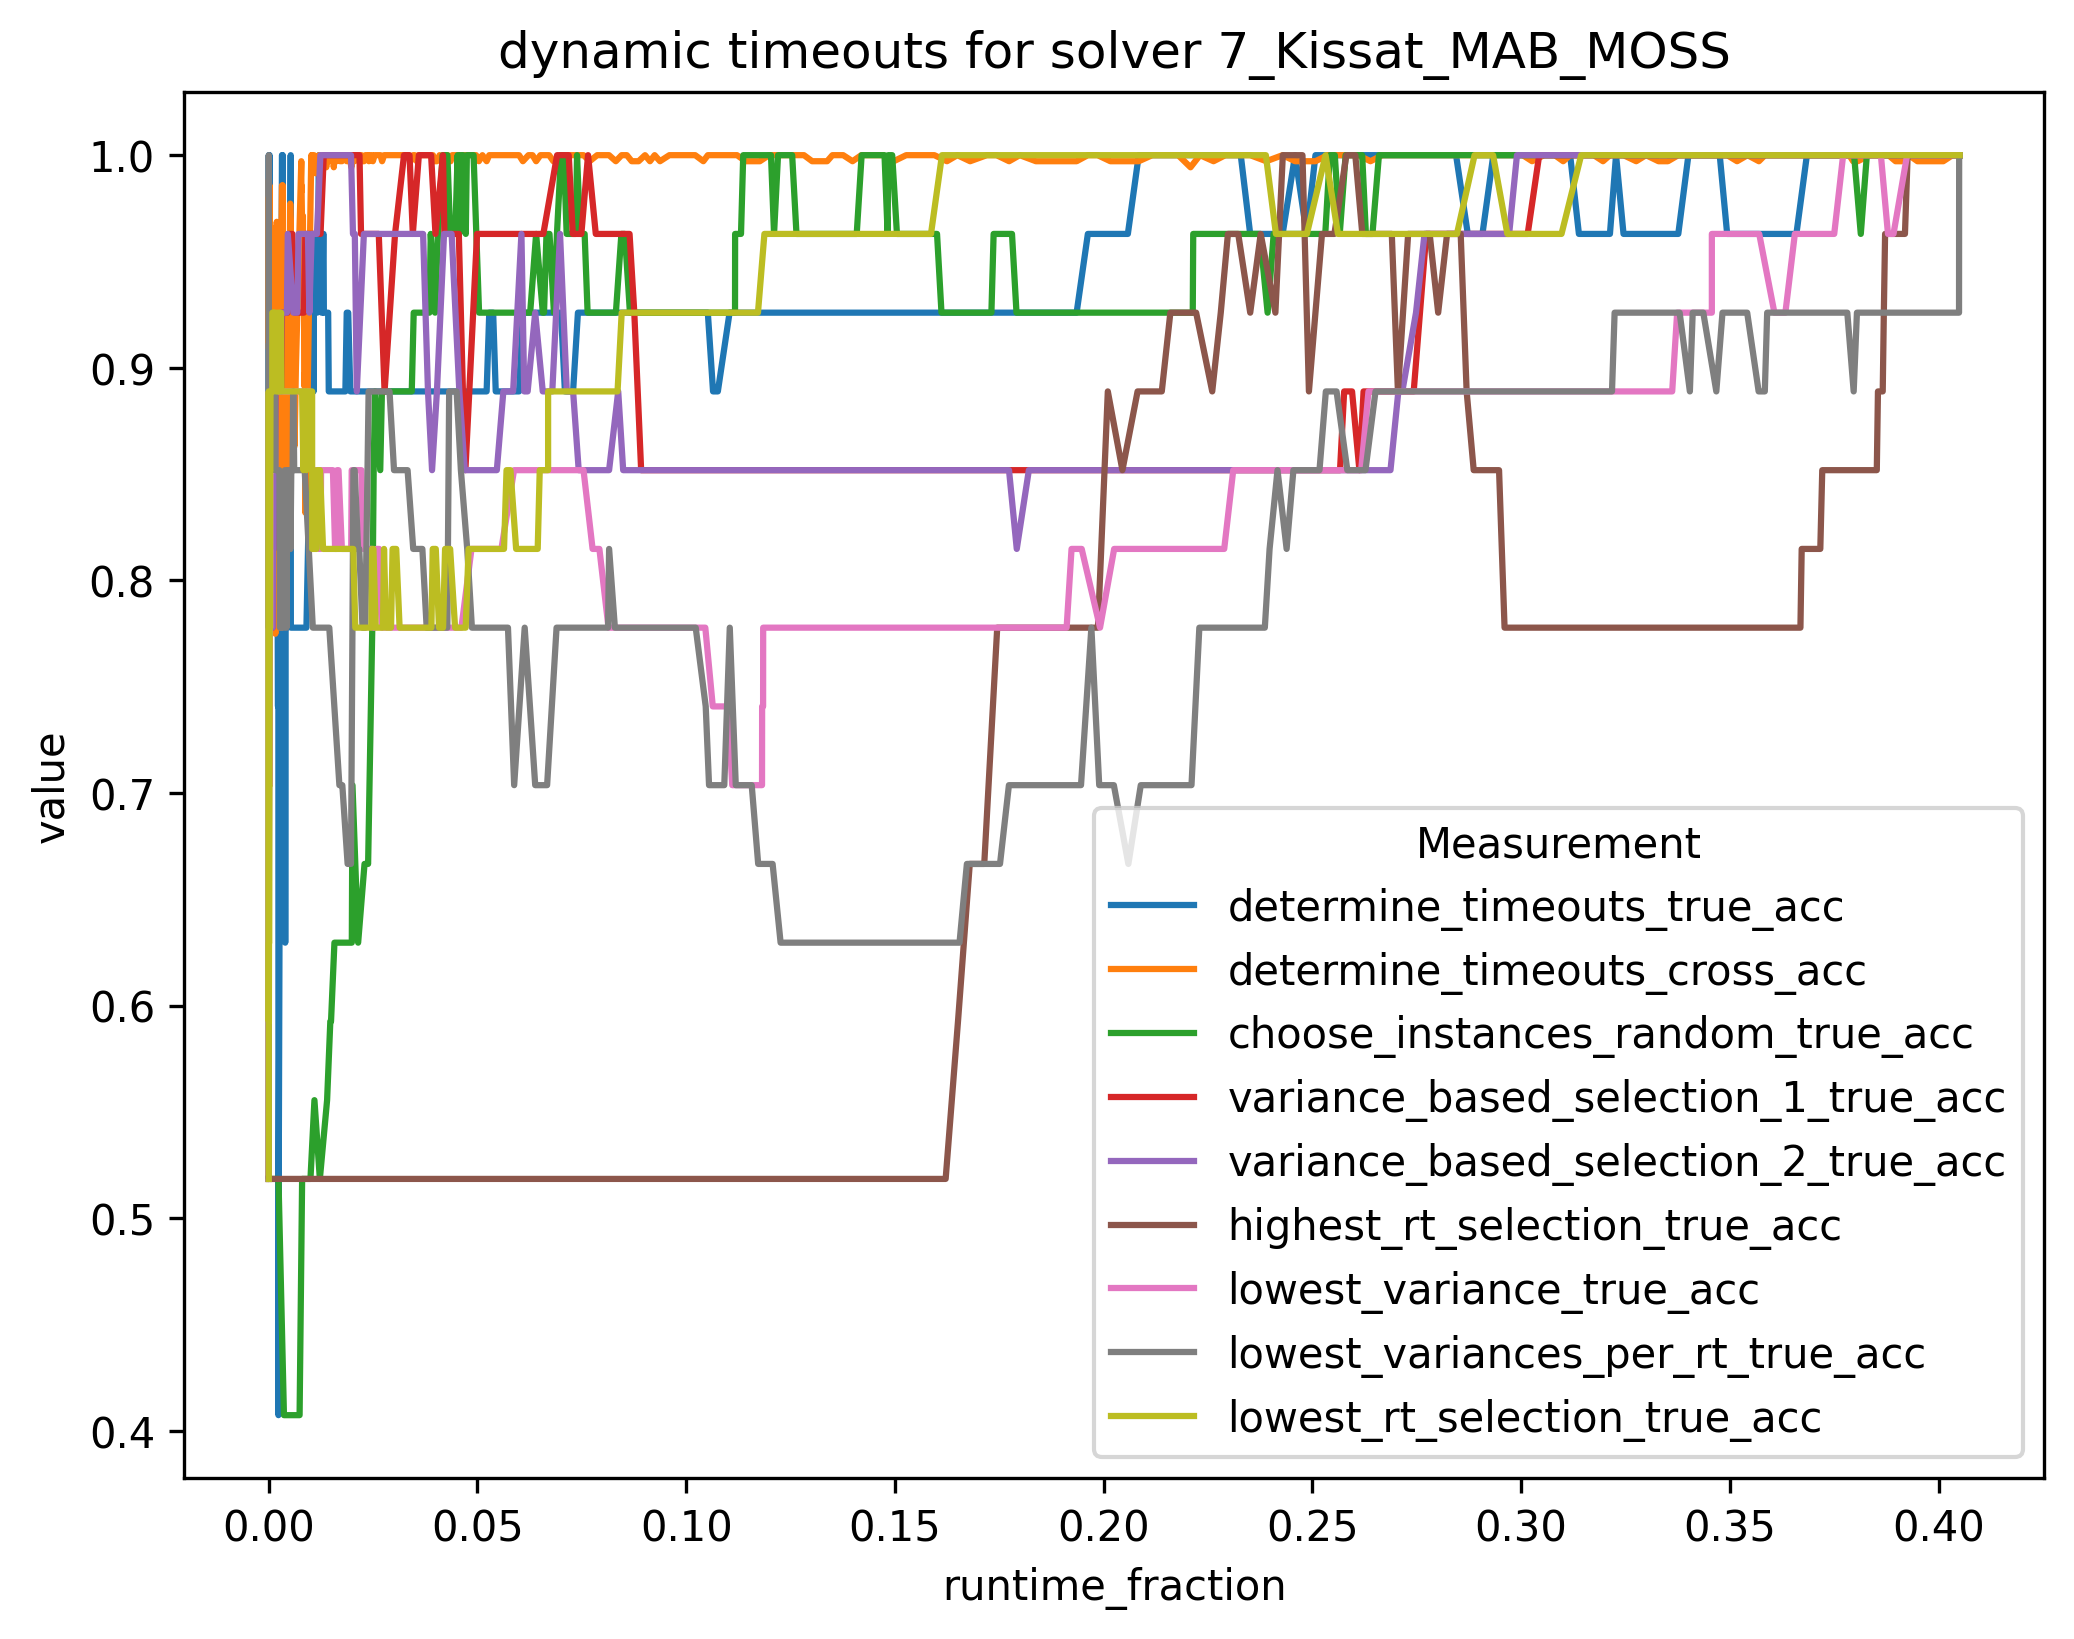 dynamic timeouts for solver 7_Kissat_MAB_MOSS
1.0
0.9
0.8
0.7
0.6
0.5
0.4
value
Measurement
determine_timeouts_true_acc
determine_timeouts_cross_acc
choose_instances_random_true_acc
variance_based_selection_1_true_acc
variance_based_selection_2_true_acc
highest_rt_selection_true_acc
lowest_variance_true_acc
lowest_variances_per_rt_true_acc
lowest_rt_selection_true_acc
0.00 0.05 0.10 0.15 0.20 0.25 0.30 0.35 0.40
runtime_fraction